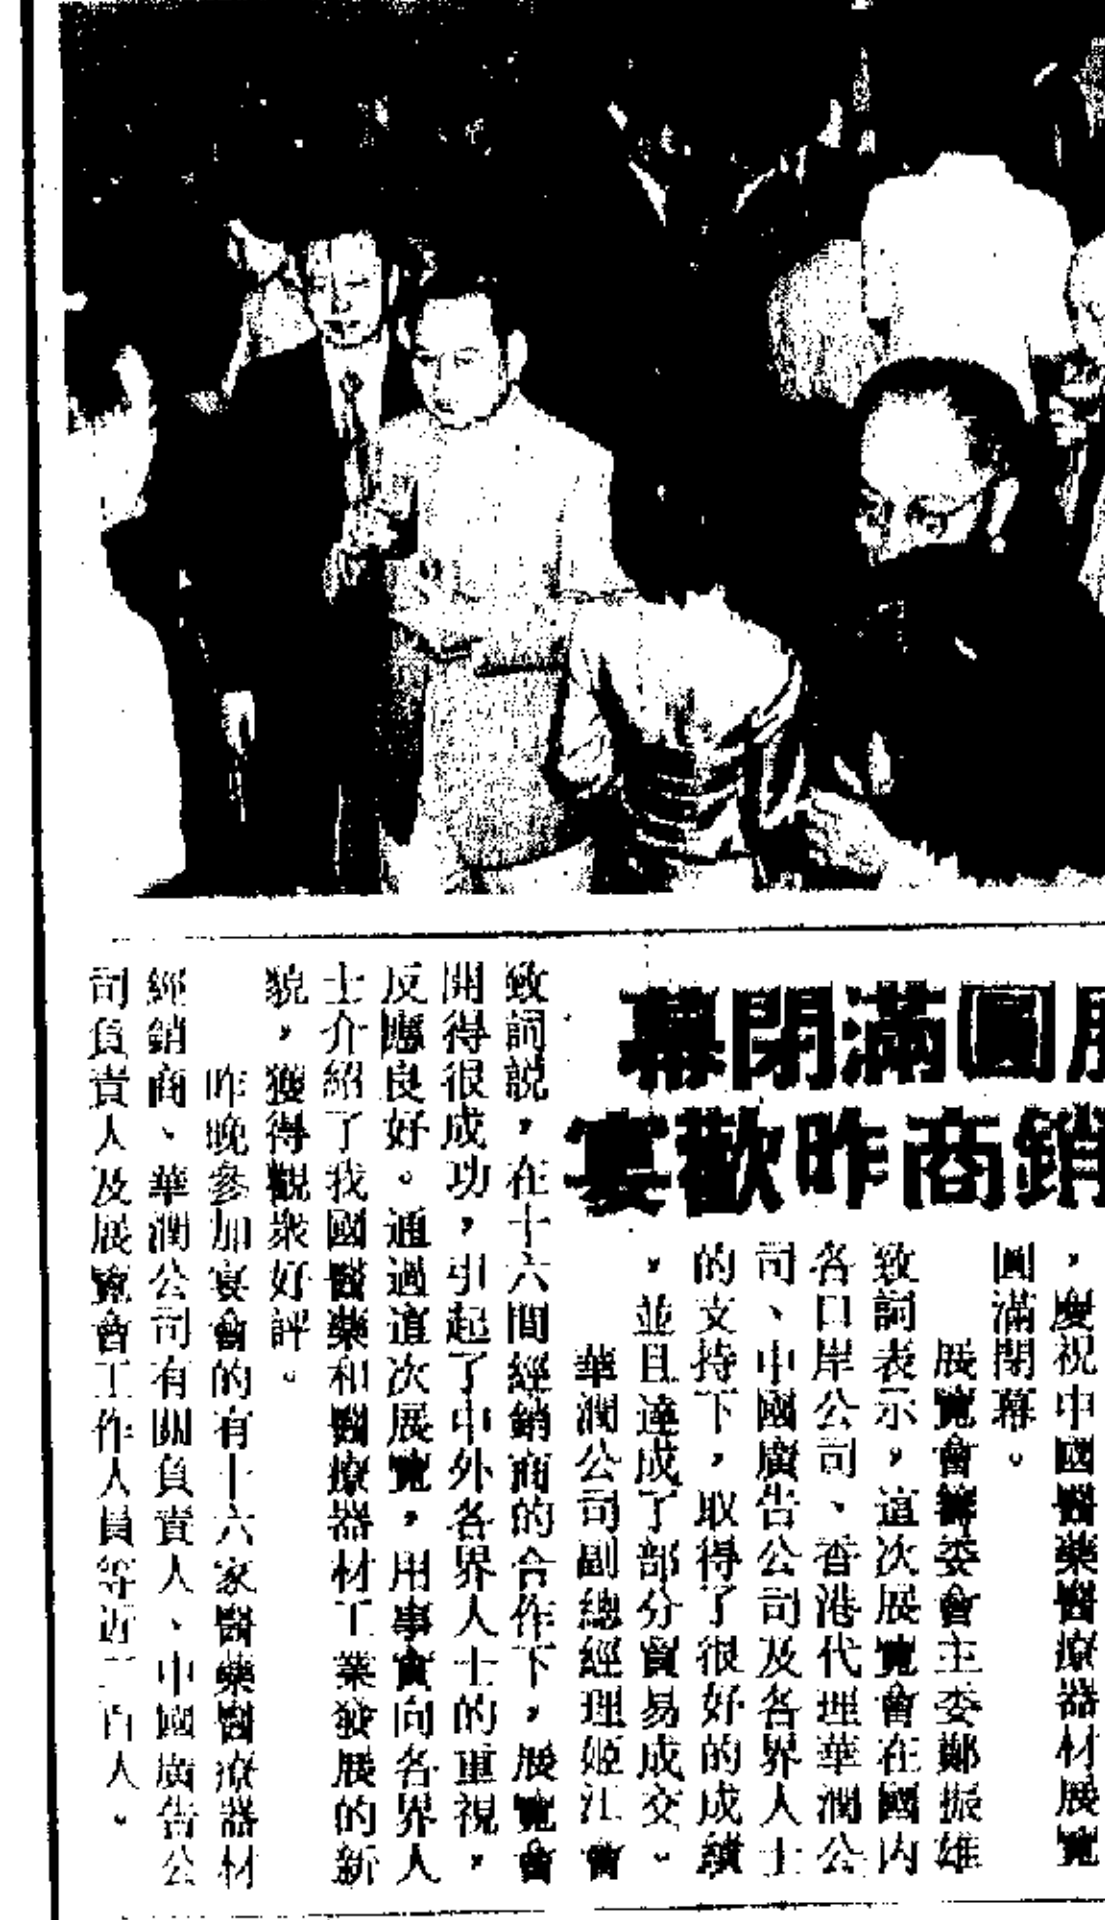 圓滿閉幕
銷商昨歡宴
，慶祝中國醫藥醫療器材展覽
圓滿閉幕。
展覽會籌委會主委鄭振雄
致詞表示，這次展覽會在國内
各口岸公司、香港代理華潤公
司、中國廣告公司及各界人士
的支持下，取得了很好的成績
，並且達成了部分貿易成交。
華潤公司副總經理姬江會
致詞説，在十六間經銷商的合作下，展覽會
開得很成功，引起了中外各界人士的重視，
反應良好。通過這次展覽，用事實向各界人
士介紹了我國醫藥和醫療器材工業發展的新
貌，獲得觀衆好評。
昨晚參加宴會的有十六家醫藥醫療器材
經銷商、華潤公司有關負責人、中國廣告公
司負責人及展覽會工作人員等近二百人。